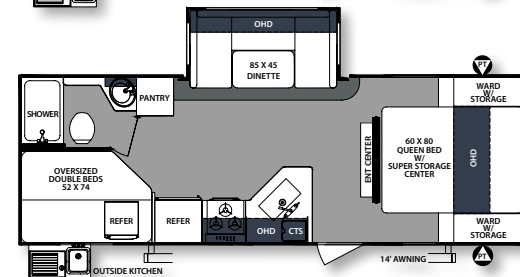 OHD
85 X 45
DINETTE
PT
WARD
W/
STORAGE
PANTRY
SHOWER
ENT CENTER
60 X 80
QUEEN BED
W/
SUPER STORAGE
CENTER
OHD
OVERSIZED
DOUBLE BEDS
52 X 74
REFER
REFER
OHD
CTS
WARD
W/
STORAGE
14' AWNING
PT
OUTSIDE KITCHEN